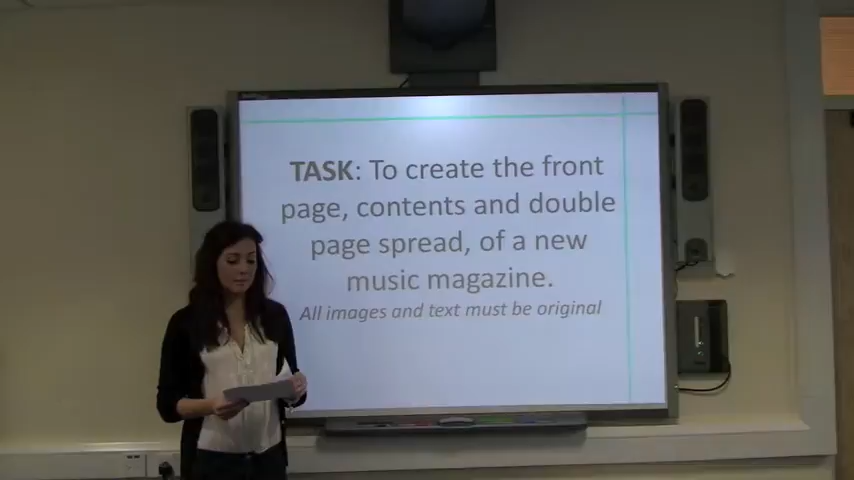 TASK: To create the front
page, contents and double
page spread, of a new
music magazine.
All images and text must be original